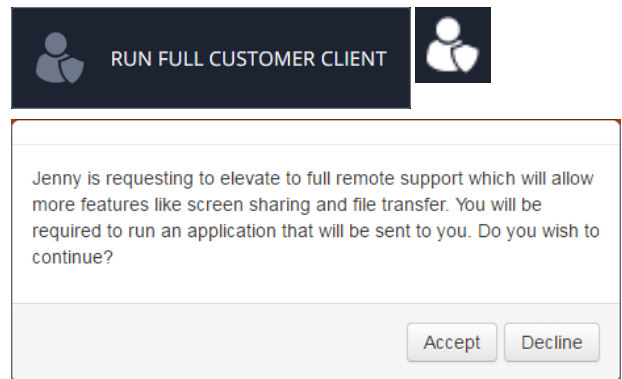 RUN FULL CUSTOMER CLIENT
Jenny is requesting to elevate to full remote support which will allow
more features like screen sharing and file transfer. You will be
required to run an application that will be sent to you. Do you wish to
continue?
Accept Decline